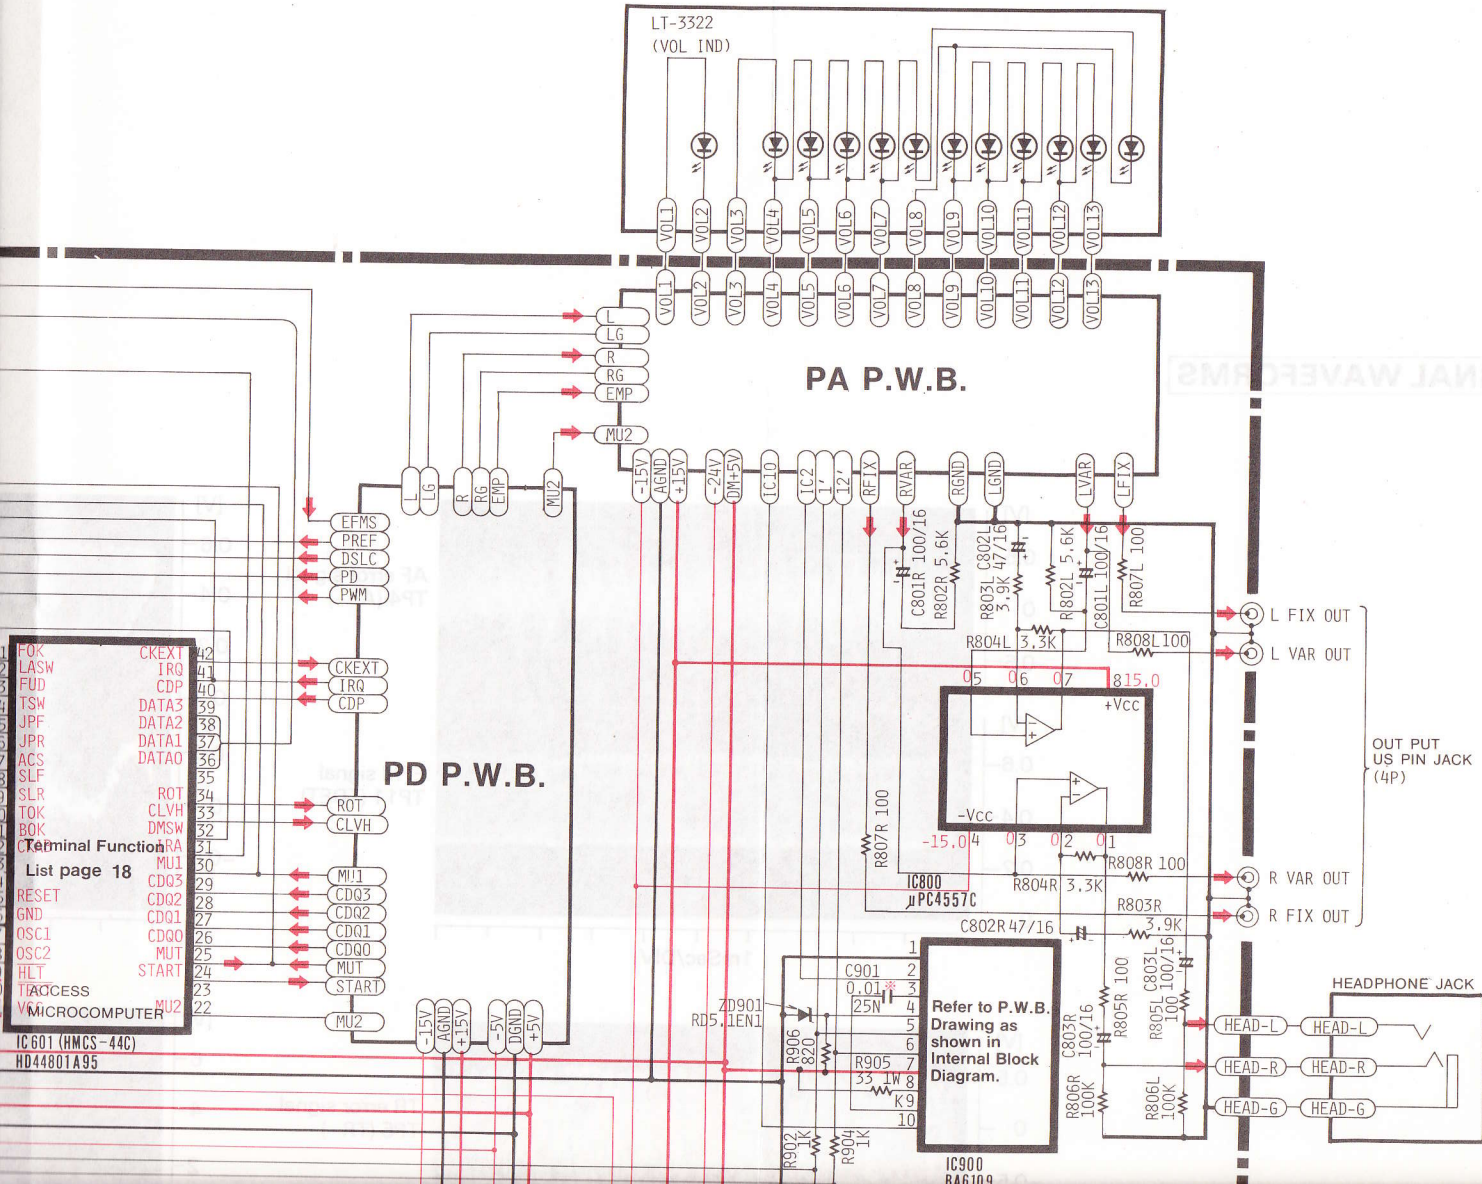 LT-3322
(VOL IND)
VOL1 VOL2 VOL3 VOL4 VOL5 VOL6 VOL7 VOL8 VOL9 VOL10 VOL11 VOL12 VOL13
VOL1 VOL2 VOL3 VOL4 VOL5 VOL6 VOL7 VOL8 VOL9 VOL10 VOL11 VOL12 VOL13
L
LG
R
RG
EMP
MU2
PA P.W.B.
-15V AGND +15V -24V DM+5V IC10 IC2 1' 12' RFIX RVAR RGND LGND LVAR LFIX
L LG R RG EMP MU2
EFMS
PREF
DSLC
PD
PWM
CKEXT
IRQ
CDP
PD P.W.B.
ROT
CLVH
MU1
CDQ3
CDQ2
CDQ1
CDQ0
MUT
START
MU2
-15V AGND +15V -5V DGND +5V
FOK CKEXT 42
LASW IRQ 41
FUD CDP 40
TSW DATA3 39
JPF DATA2 38
JPR DATA1 37
ACS DATA0 36
SLF 35
SLR ROT 34
TOK CLVH 33
BOK DMSW 32
IRA 31
Terminal Function
List page 18
MU1 30
CDQ3 29
RESET CDQ2 28
GND CDQ1 27
OSC1 CDQ0 26
OSC2 MUT 25
HLT START 24
23
MU2 22
ACCESS
MICROCOMPUTER
IC601 (HMCS-44C)
HD44801A95
C801R 100/16
R802R 5.6K
R803L 3.9K
C802L 47/16
R802L 5.6K
C801L 100/16
R807L 100
R804L 3.3K
R808L 100
L FIX OUT
L VAR OUT
0 5 0 6 0 7 8 15.0
+Vcc
-Vcc
-15.0 4 0 3 0 2 0 1
IC800
µPC4557C
R807R 100
R804R 3.3K
R808R 100
R VAR OUT
R FIX OUT
OUT PUT
US PIN JACK
(4P)
R803R
3.9K
C802R 47/16
C901
0.01※
25N
ZD901
RD5.1EN1
R906
820
R905
33 1W
K
R902
1K
R904
1K
1
2
3
4
5
6
7
8
9
10
Refer to P.W.B.
Drawing as
shown in
Internal Block
Diagram.
IC900
BA6109
C803R
100/16
R805R 100
R805L 100
C803L
100/16
R806R
100K
R806L
100K
HEADPHONE JACK
HEAD-L HEAD-L
HEAD-R HEAD-R
HEAD-G HEAD-G